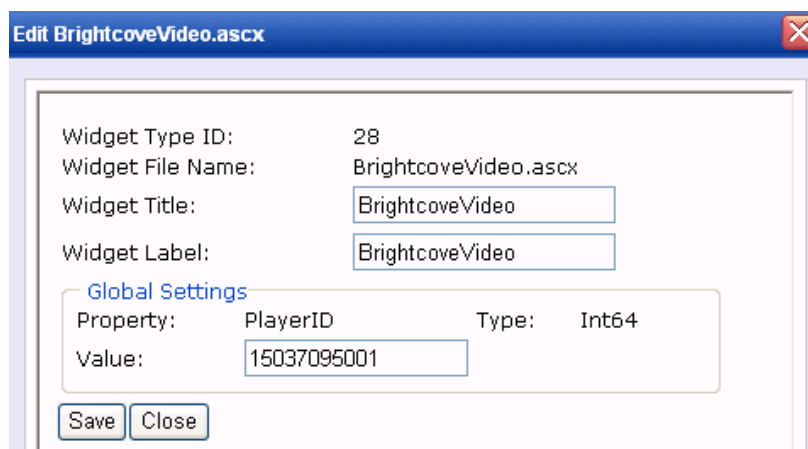 Edit BrightcoveVideo.ascx
Widget Type ID: 28
Widget File Name: BrightcoveVideo.ascx
Widget Title: BrightcoveVideo
Widget Label: BrightcoveVideo
Global Settings
Property: PlayerID Type: Int64
Value: 15037095001
Save Close